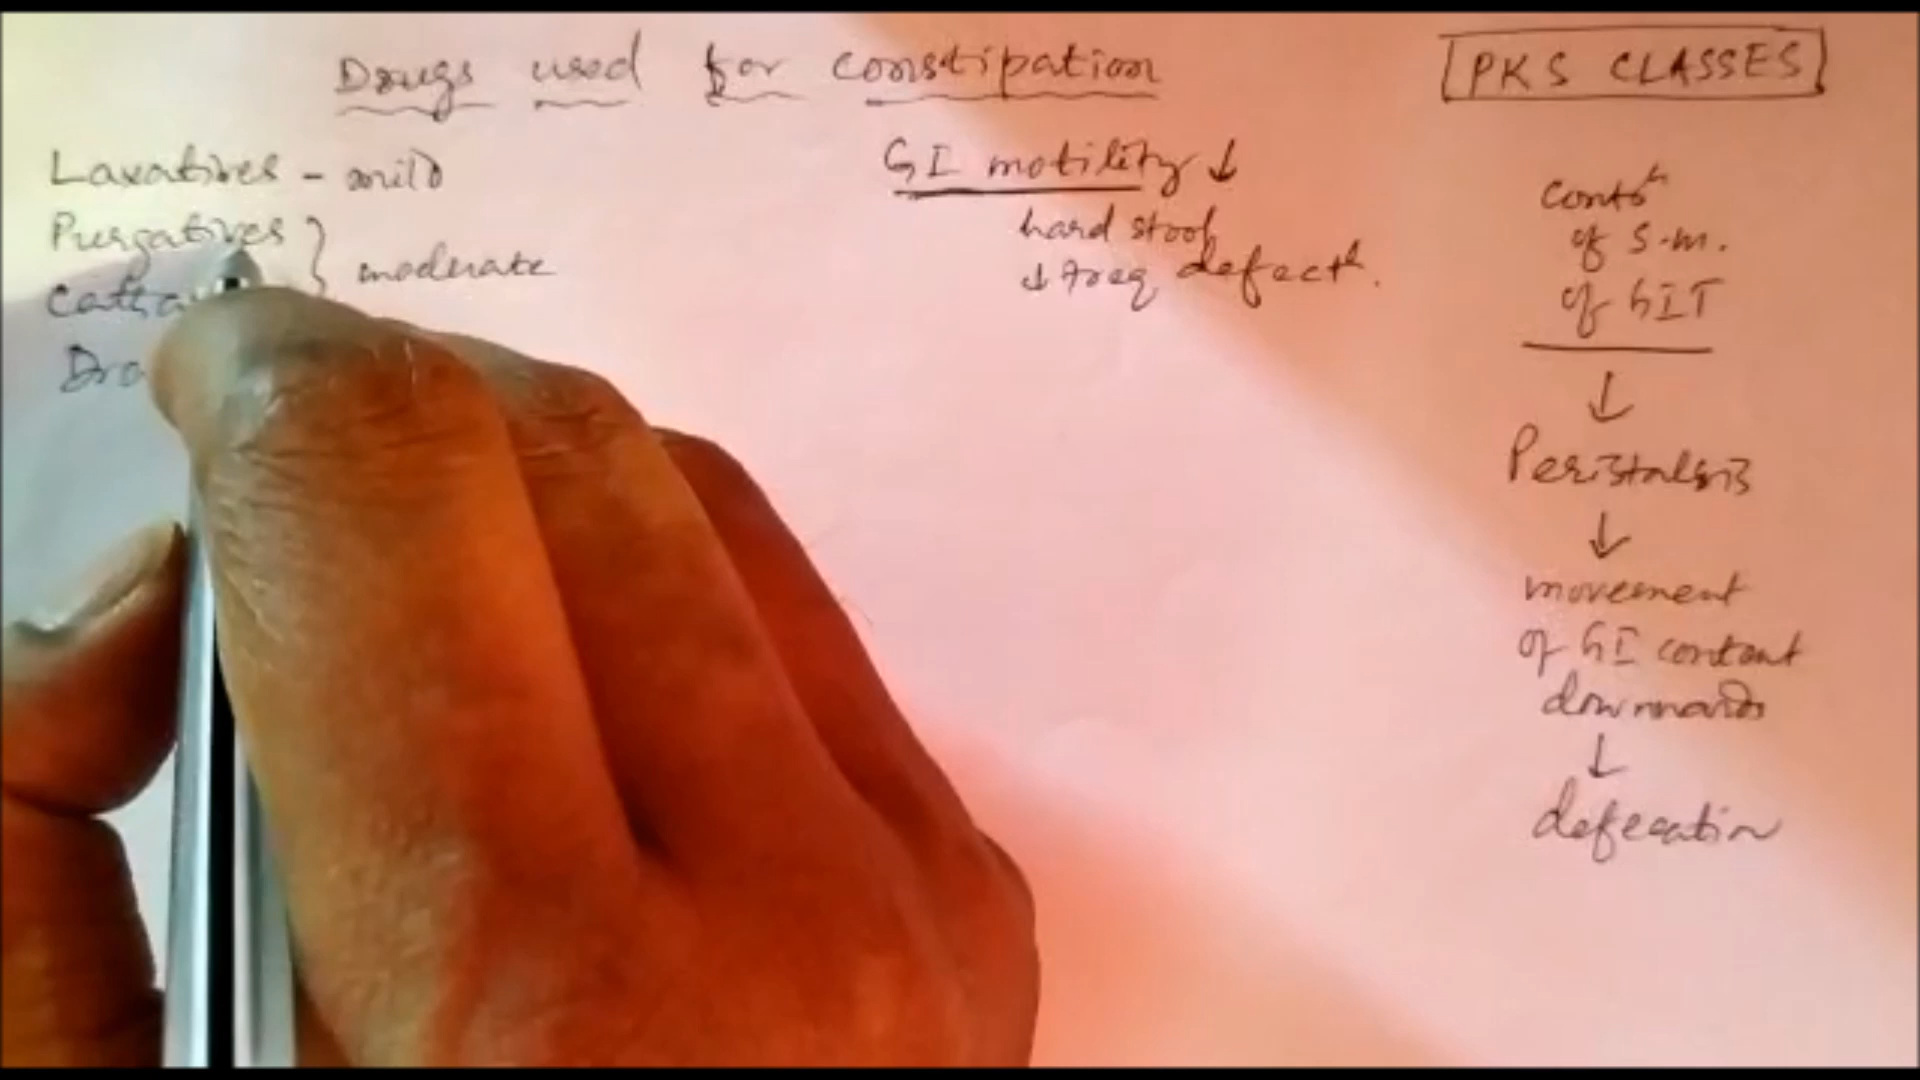 Drugs used for constipation
PKS CLASSES
Laxatives - mild
Purgatives
moderate
GI motility ↓
hard stool
↓ freq defectⁿ.
Contⁿ
of S.m.
of GIT
↓
Peristalsis
↓
movement
of GI content
downwards
↓
defecation